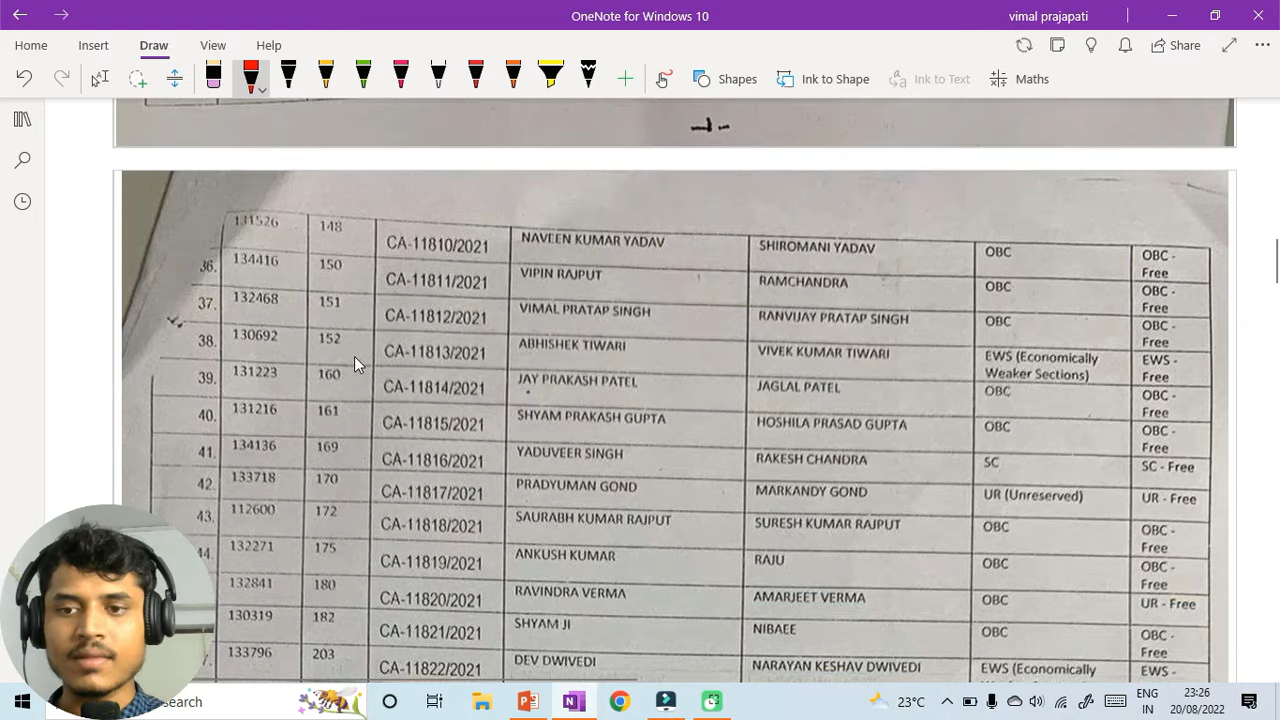 OneNote for Windows 10
vimal prajapati
Home Insert Draw View Help
Share
Shapes Ink to Shape Ink to Text Maths
131526 148 CA-11810/2021 NAVEEN KUMAR YADAV SHIROMANI YADAV OBC OBC - Free
36. 134416 150 CA-11811/2021 VIPIN RAJPUT RAMCHANDRA OBC OBC - Free
37. 132468 151 CA-11812/2021 VIMAL PRATAP SINGH RANVIJAY PRATAP SINGH OBC OBC - Free
38. 130692 152 CA-11813/2021 ABHISHEK TIWARI VIVEK KUMAR TIWARI EWS (Economically Weaker Sections) EWS - Free
39. 131223 160 CA-11814/2021 JAY PRAKASH PATEL JAGLAL PATEL OBC OBC - Free
40. 131216 161 CA-11815/2021 SHYAM PRAKASH GUPTA HOSHILA PRASAD GUPTA OBC OBC - Free
41. 134136 169 CA-11816/2021 YADUVEER SINGH RAKESH CHANDRA SC SC - Free
42. 133718 170 CA-11817/2021 PRADYUMAN GOND MARKANDY GOND UR (Unreserved) UR - Free
43. 112600 172 CA-11818/2021 SAURABH KUMAR RAJPUT SURESH KUMAR RAJPUT OBC OBC - Free
44. 132271 175 CA-11819/2021 ANKUSH KUMAR RAJU OBC OBC - Free
132841 180 CA-11820/2021 RAVINDRA VERMA AMARJEET VERMA OBC UR - Free
130319 182 CA-11821/2021 SHYAM JI NIBAEE OBC OBC - Free
133796 203 CA-11822/2021 DEV DWIVEDI NARAYAN KESHAV DWIVEDI EWS (Economically EWS -
search
23°C
ENG 23:26
IN 20/08/2022